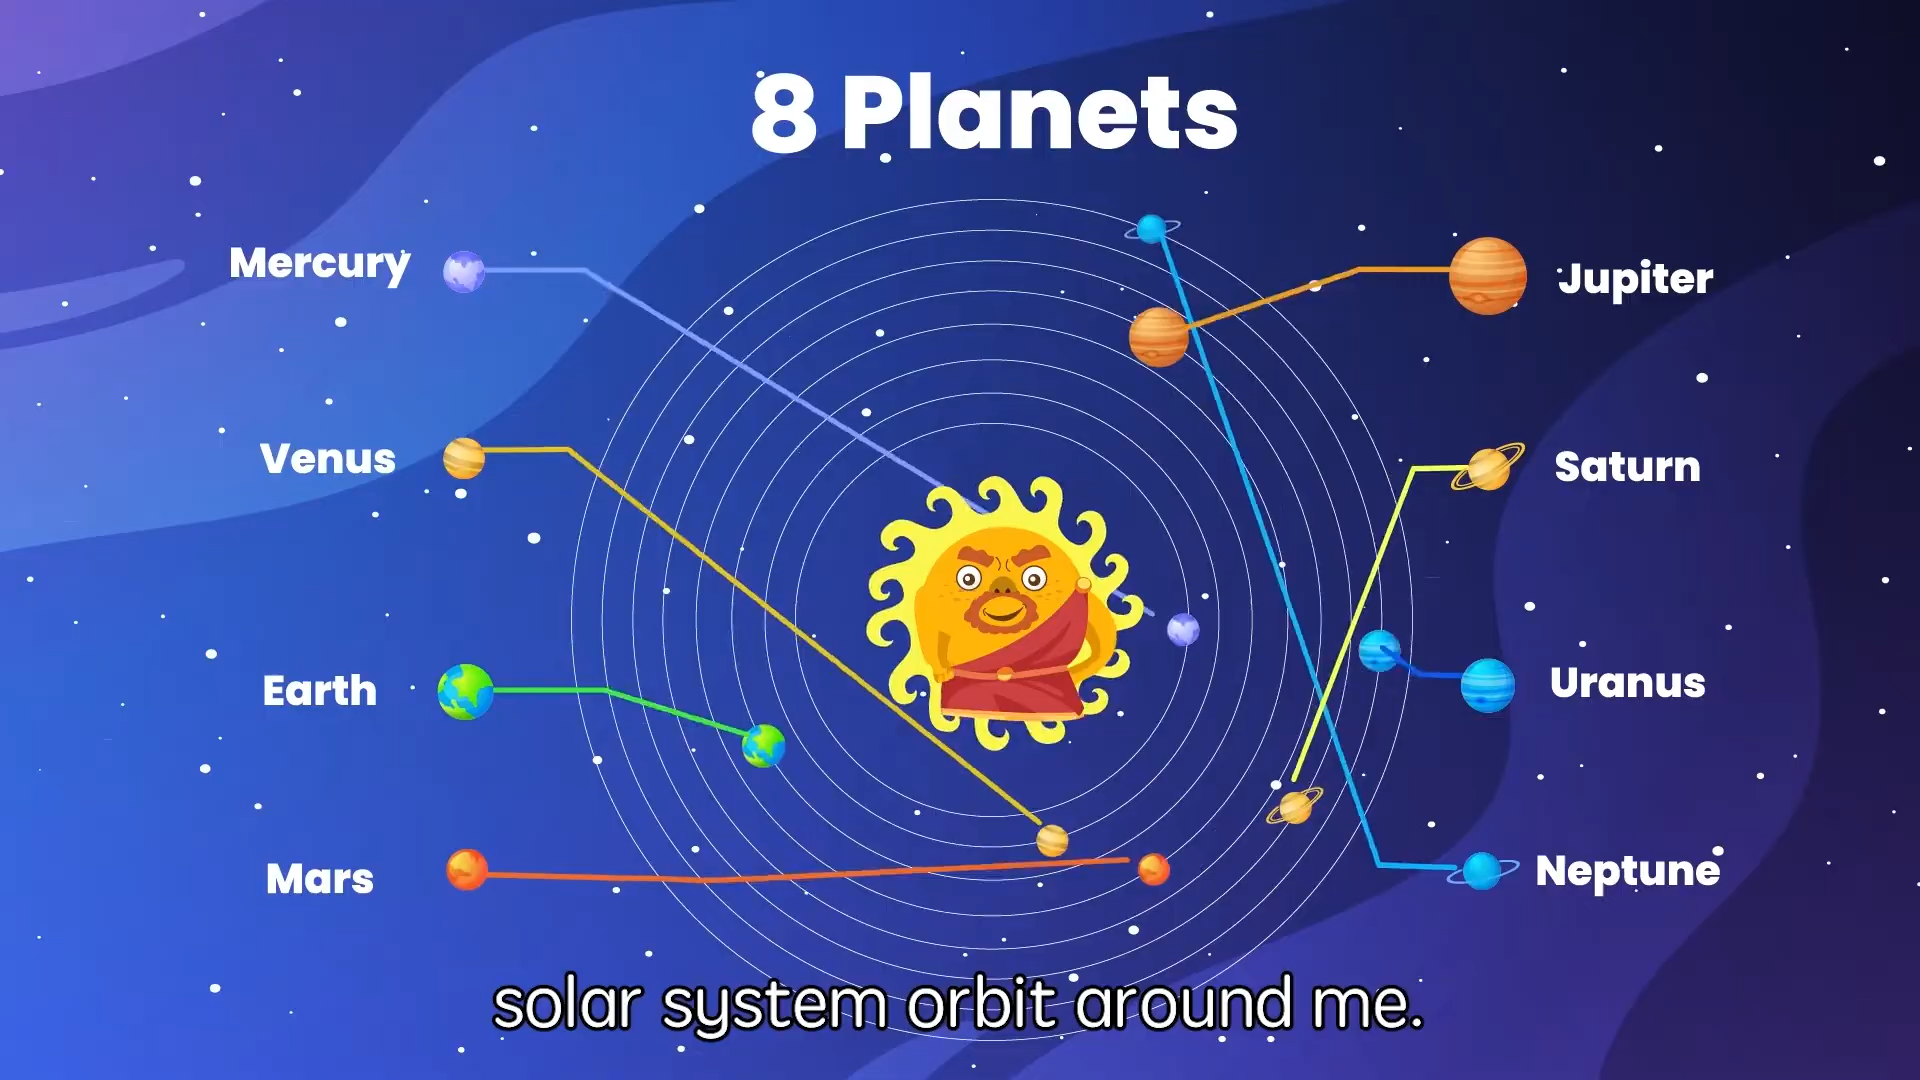 8 Planets
Mercury
Venus
Earth
Mars
Jupiter
Saturn
Uranus
Neptune
solar system orbit around me.